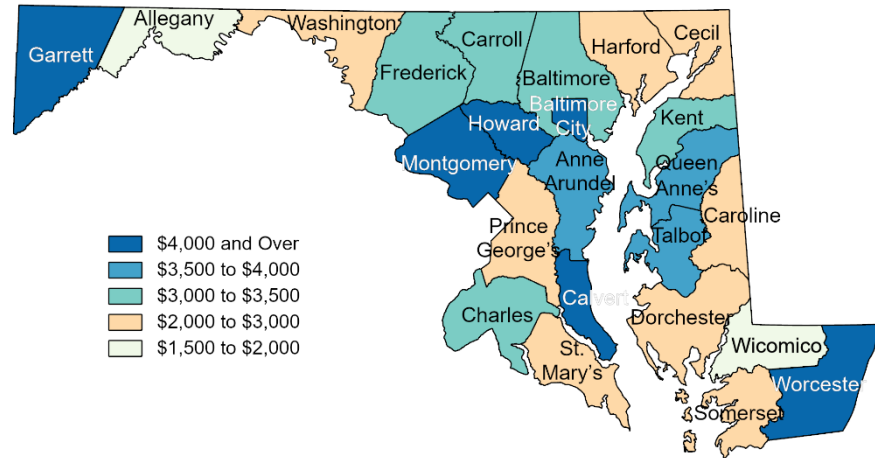 Garrett
Allegany
Washington
Frederick
Carroll
Baltimore
Baltimore
City
Harford
Cecil
Howard
Montgomery
Anne
Arundel
Kent
Queen
Anne's
Caroline
Talbot
Prince
George's
Calvert
Charles
St.
Mary's
Dorchester
Wicomico
Worcester
Somerset
$4,000 and Over
$3,500 to $4,000
$3,000 to $3,500
$2,000 to $3,000
$1,500 to $2,000